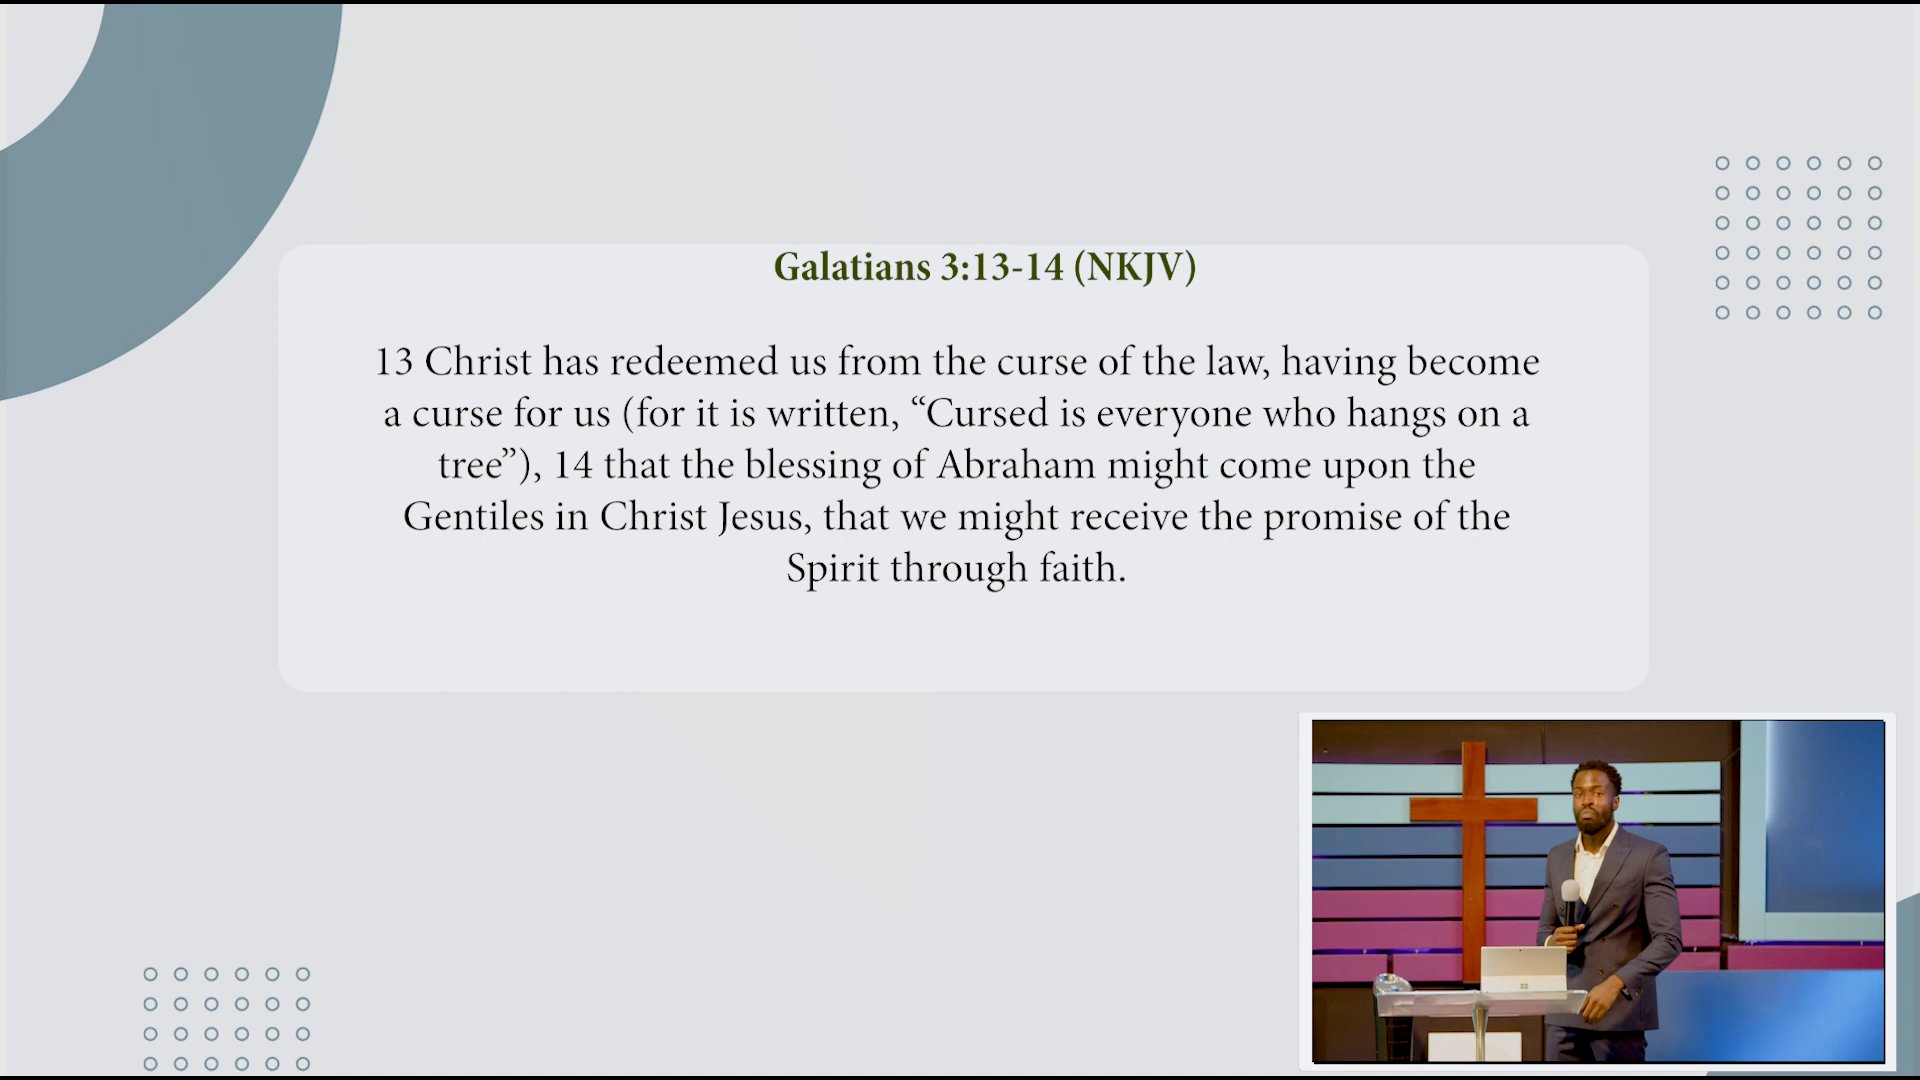 Galatians 3:13-14 (NKJV)
13 Christ has redeemed us from the curse of the law, having become
a curse for us (for it is written, “Cursed is everyone who hangs on a
tree”), 14 that the blessing of Abraham might come upon the
Gentiles in Christ Jesus, that we might receive the promise of the
Spirit through faith.